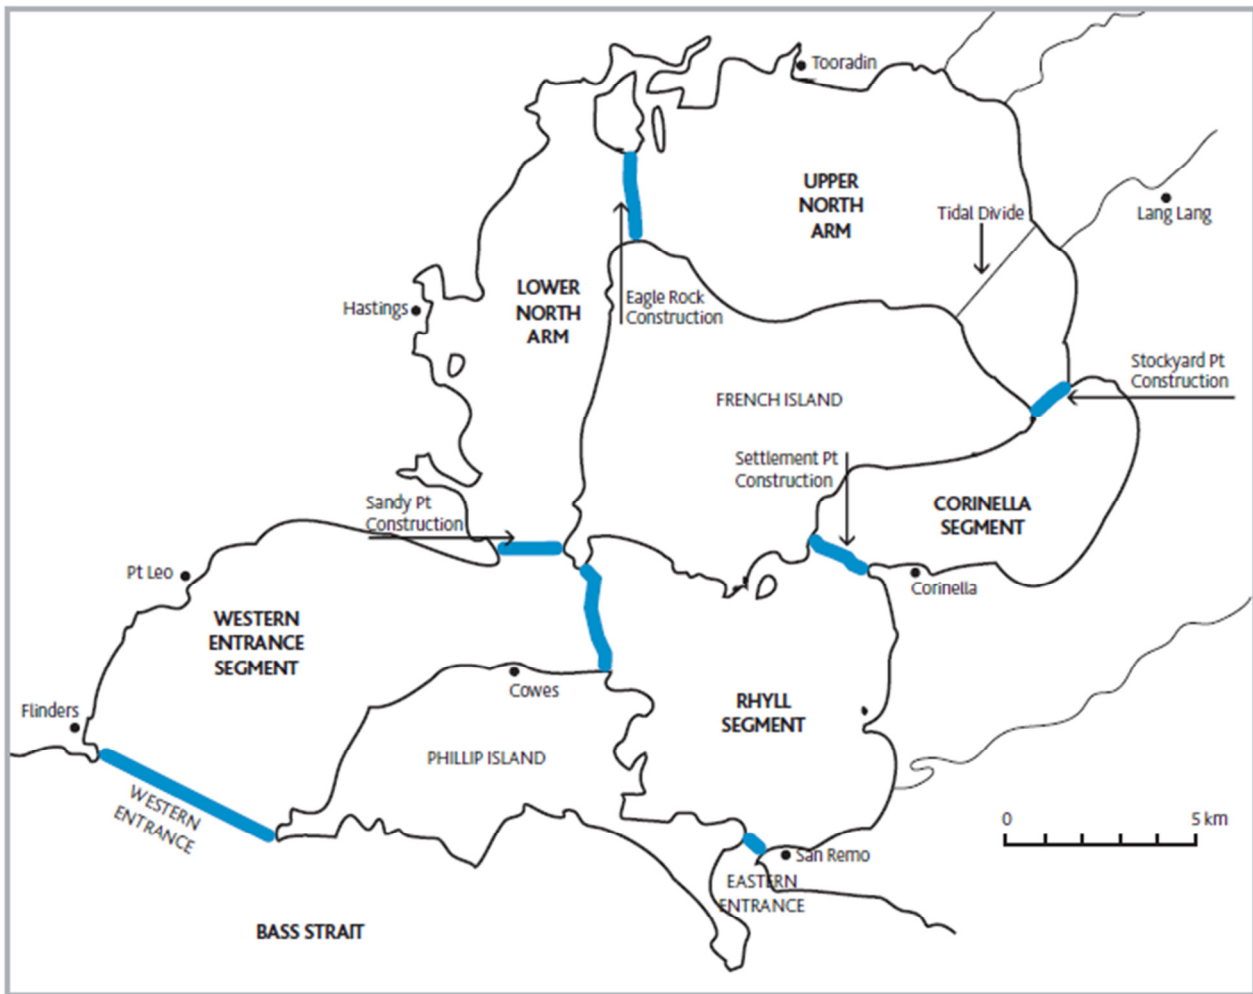 Tooradin
UPPER
NORTH
ARM
Tidal Divide
Lang Lang
Hastings
LOWER
NORTH
ARM
Eagle Rock
Construction
Stockyard Pt
Construction
FRENCH ISLAND
Settlement Pt
Construction
Sandy Pt
Construction
CORINELLA
SEGMENT
Pt Leo
Corinella
WESTERN
ENTRANCE
SEGMENT
Cowes
RHYLL
SEGMENT
Flinders
PHILLIP ISLAND
WESTERN
ENTRANCE
0 5 km
San Remo
EASTERN
ENTRANCE
BASS STRAIT